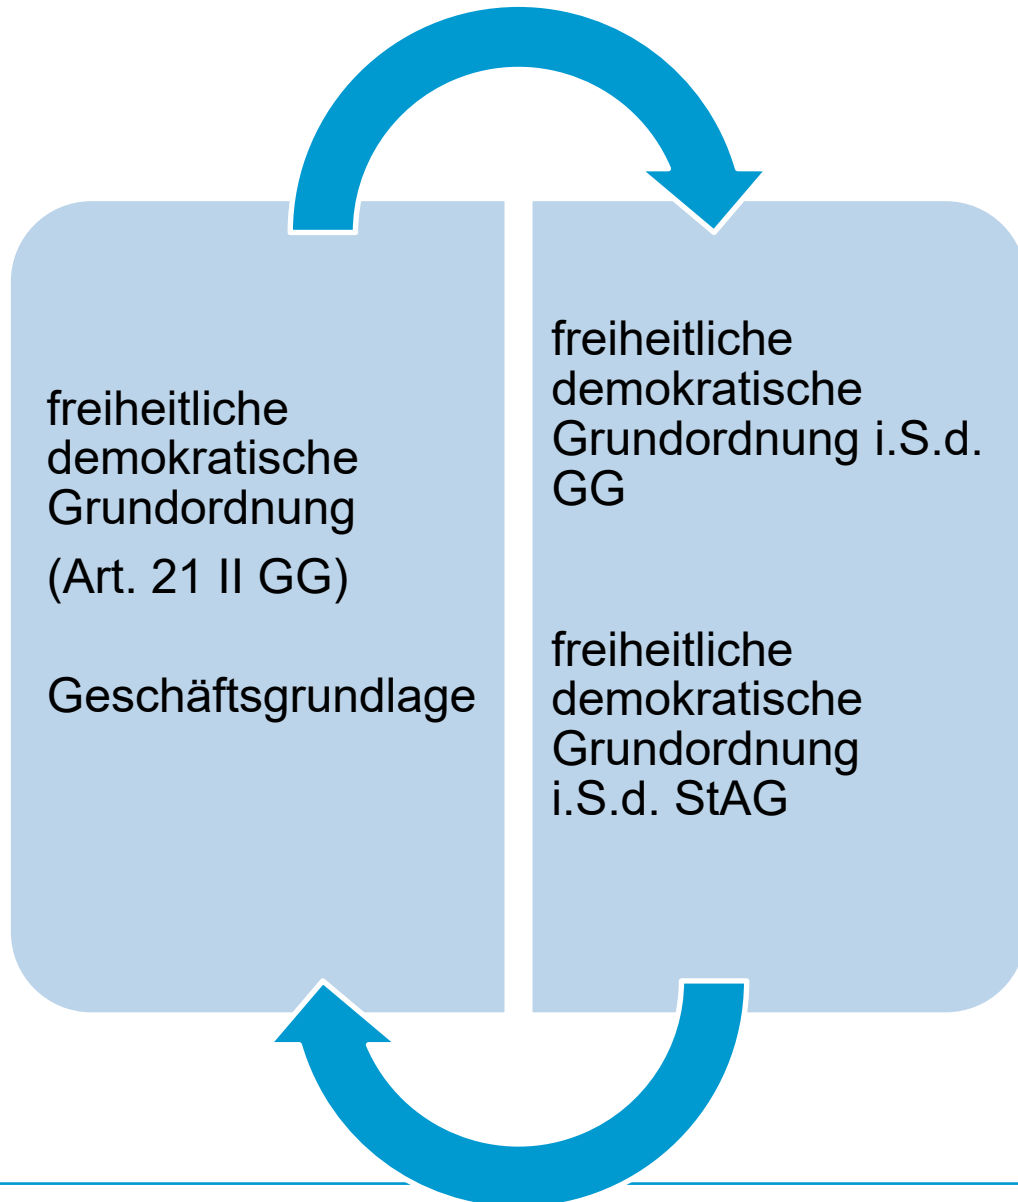 freiheitliche
demokratische
Grundordnung
(Art. 21 II GG)
Geschäftsgrundlage
freiheitliche
demokratische
Grundordnung i.S.d.
GG
freiheitliche
demokratische
Grundordnung
i.S.d. StAG